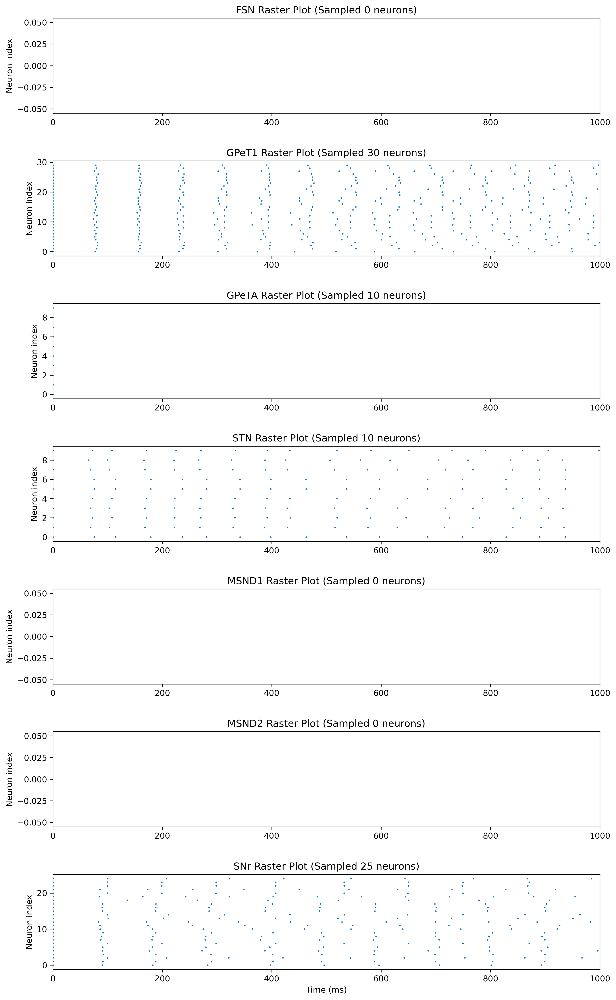 FSN Raster Plot (Sampled 0 neurons)
Neuron index
0.050
0.025
0.000
−0.025
−0.050
0 200 400 600 800 1000
GPeT1 Raster Plot (Sampled 30 neurons)
Neuron index
30
20
10
0
0 200 400 600 800 1000
GPeTA Raster Plot (Sampled 10 neurons)
Neuron index
8
6
4
2
0
0 200 400 600 800 1000
STN Raster Plot (Sampled 10 neurons)
Neuron index
8
6
4
2
0
0 200 400 600 800 1000
MSND1 Raster Plot (Sampled 0 neurons)
Neuron index
0.050
0.025
0.000
−0.025
−0.050
0 200 400 600 800 1000
MSND2 Raster Plot (Sampled 0 neurons)
Neuron index
0.050
0.025
0.000
−0.025
−0.050
0 200 400 600 800 1000
SNr Raster Plot (Sampled 25 neurons)
Neuron index
20
10
0
0 200 400 600 800 1000
Time (ms)